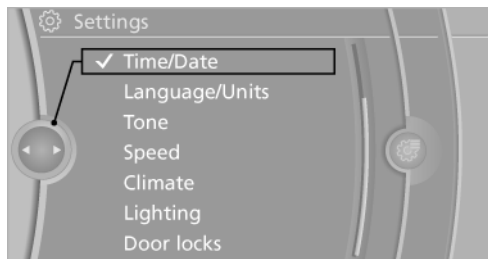 Settings
Time/Date
Language/Units
Tone
Speed
Climate
Lighting
Door locks